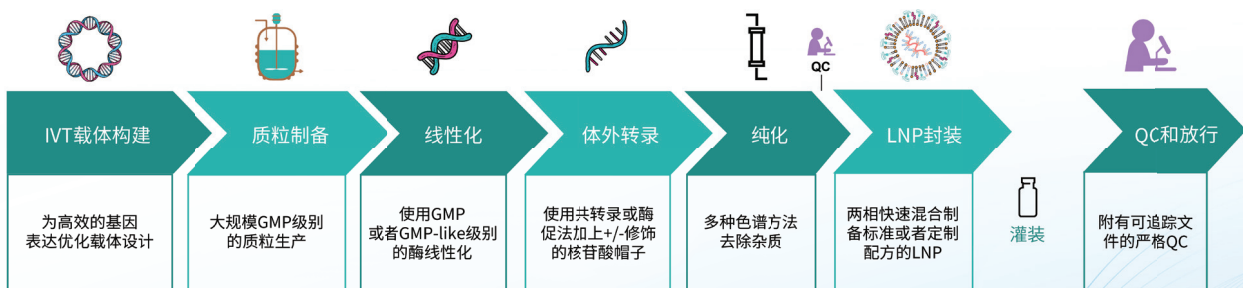 QC
IVT载体构建
质粒制备
线性化
体外转录
纯化
LNP封装
QC和放行
为高效的基因
表达优化载体设计
大规模GMP级别
的质粒生产
使用GMP
或者GMP-like级别
的酶线性化
使用共转录或酶
促法加上+/-修饰
的核苷酸帽子
多种色谱方法
去除杂质
两相快速混合制
备标准或者定制
配方的LNP
灌装
附有可追踪文
件的严格QC